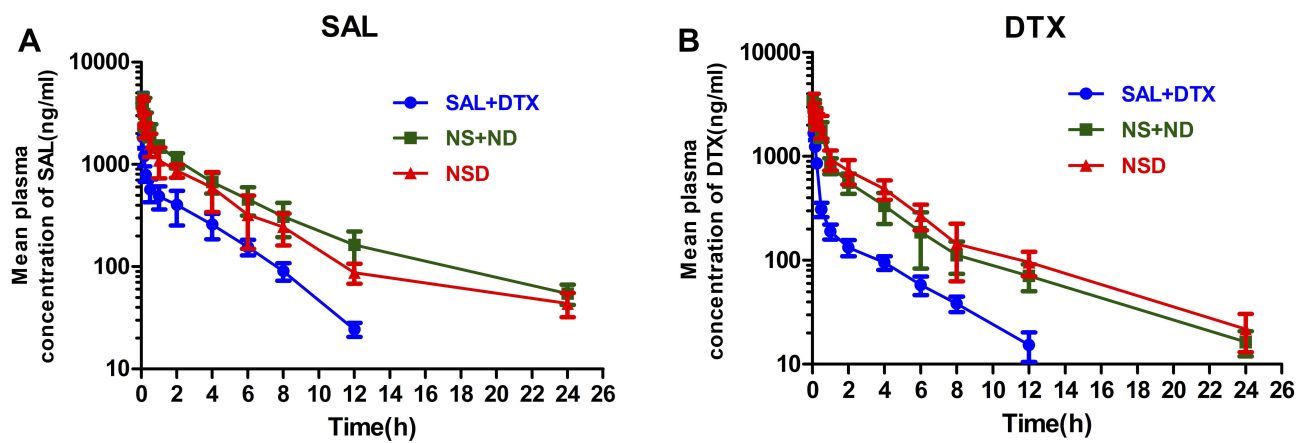 A
SAL
Mean plasma
concentration of SAL(ng/ml)
10000
1000
100
10
SAL+DTX
NS+ND
NSD
0 2 4 6 8 10 12 14 16 18 20 22 24 26
Time(h)
B
DTX
Mean plasma
concentration of DTX(ng/ml)
10000
1000
100
10
SAL+DTX
NS+ND
NSD
0 2 4 6 8 10 12 14 16 18 20 22 24 26
Time(h)